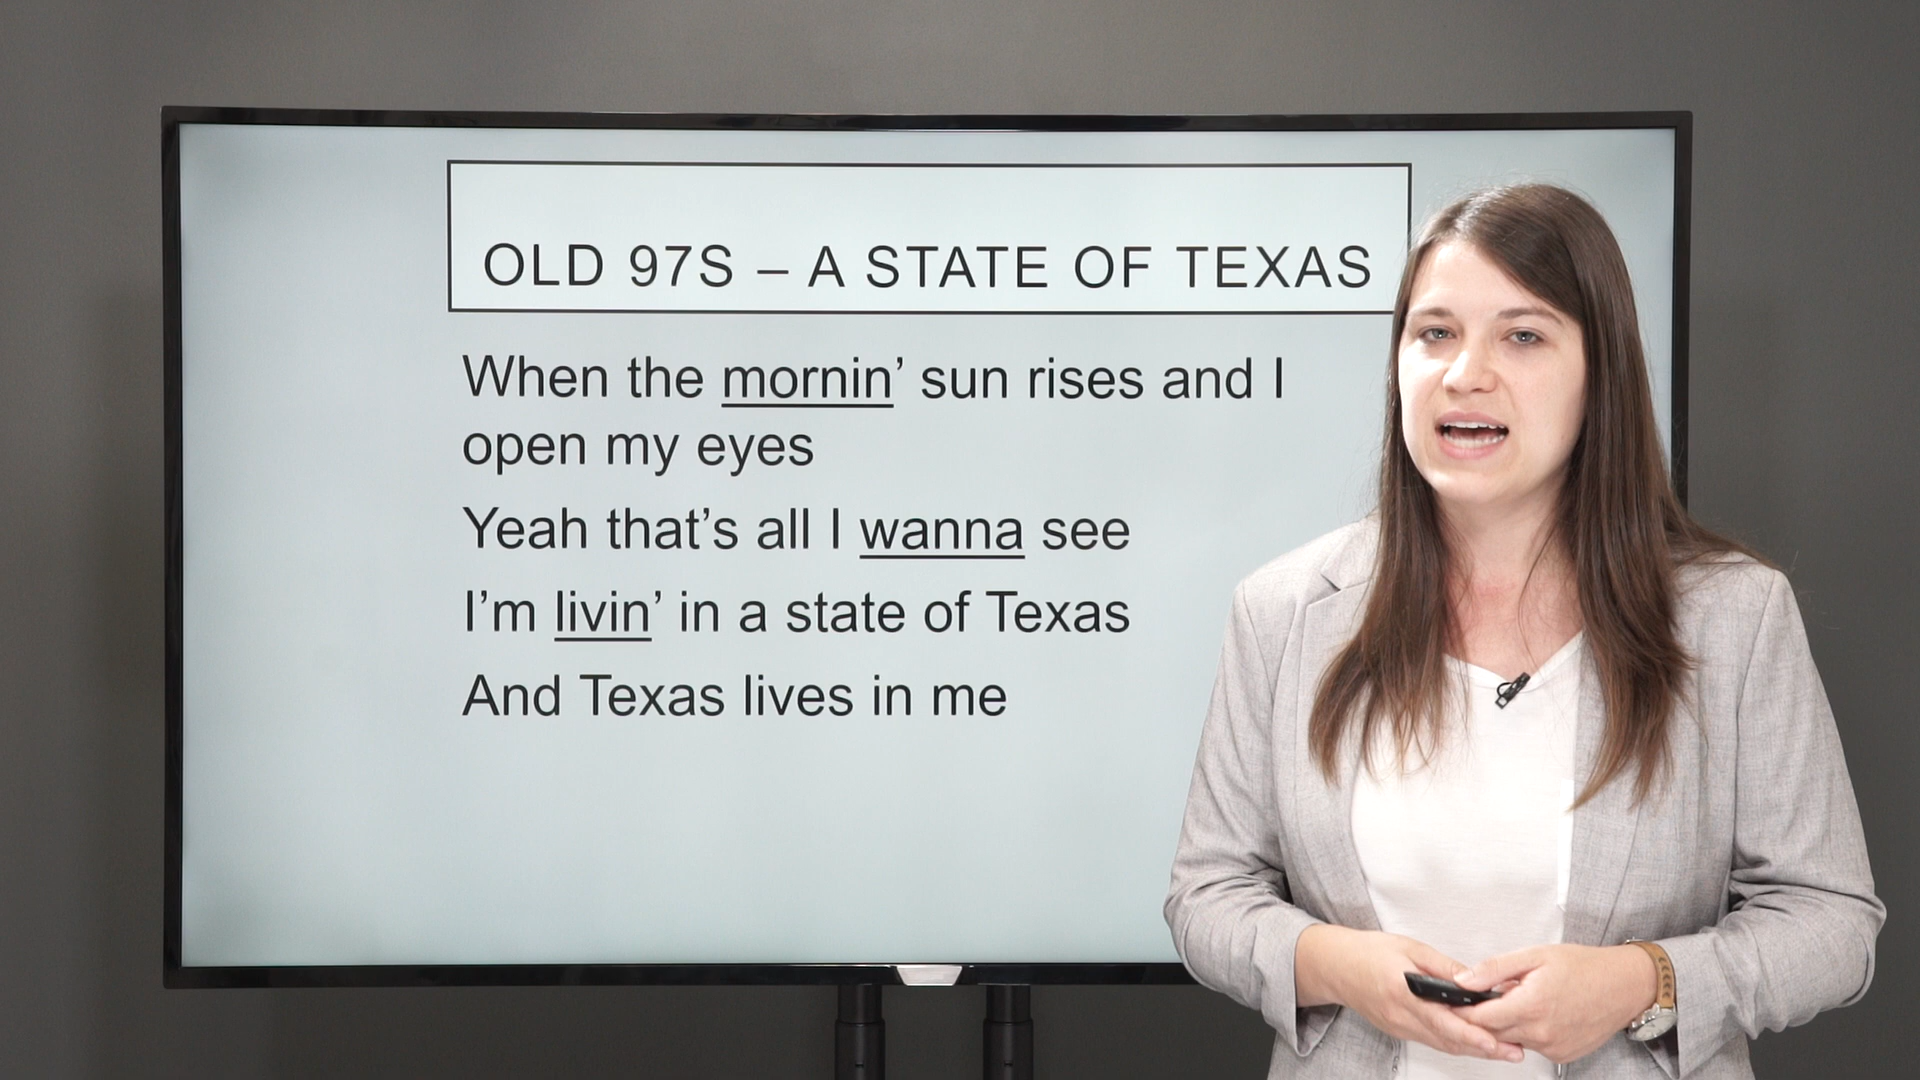 OLD 97S – A STATE OF TEXAS
When the mornin’ sun rises and I
open my eyes
Yeah that’s all I wanna see
I’m livin’ in a state of Texas
And Texas lives in me